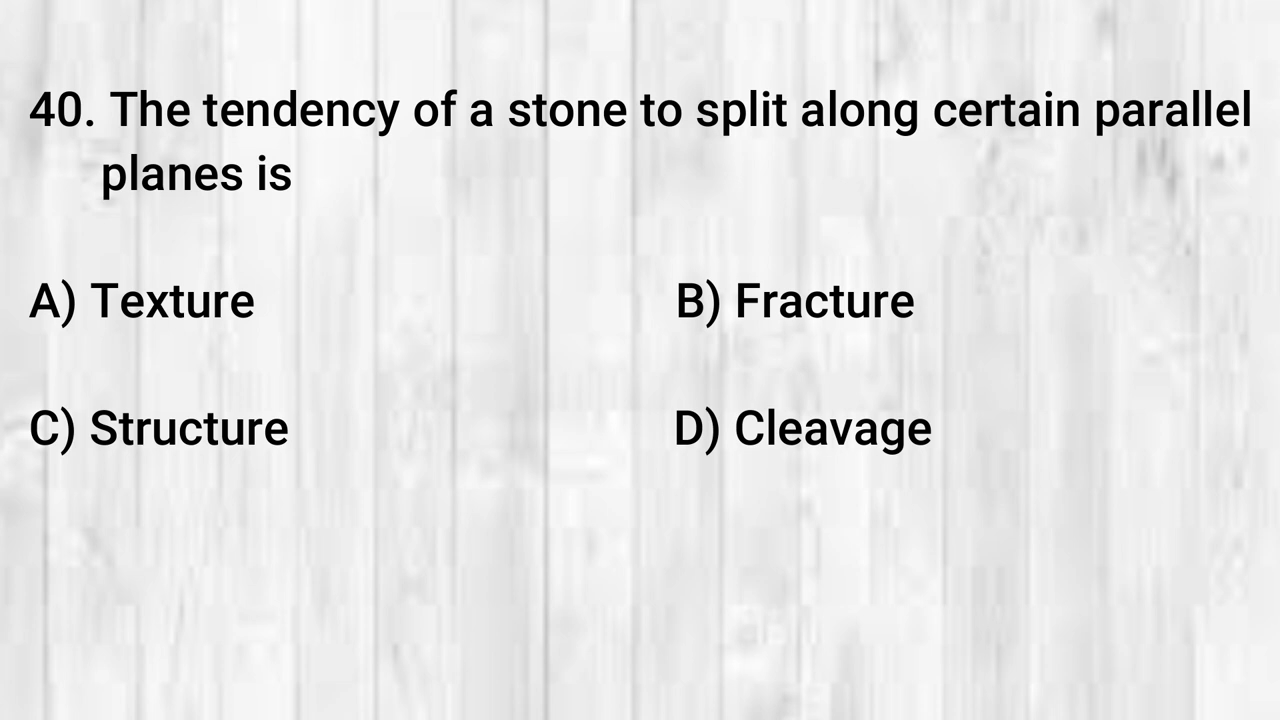 40. The tendency of a stone to split along certain parallel
planes is
A) Texture B) Fracture
C) Structure D) Cleavage